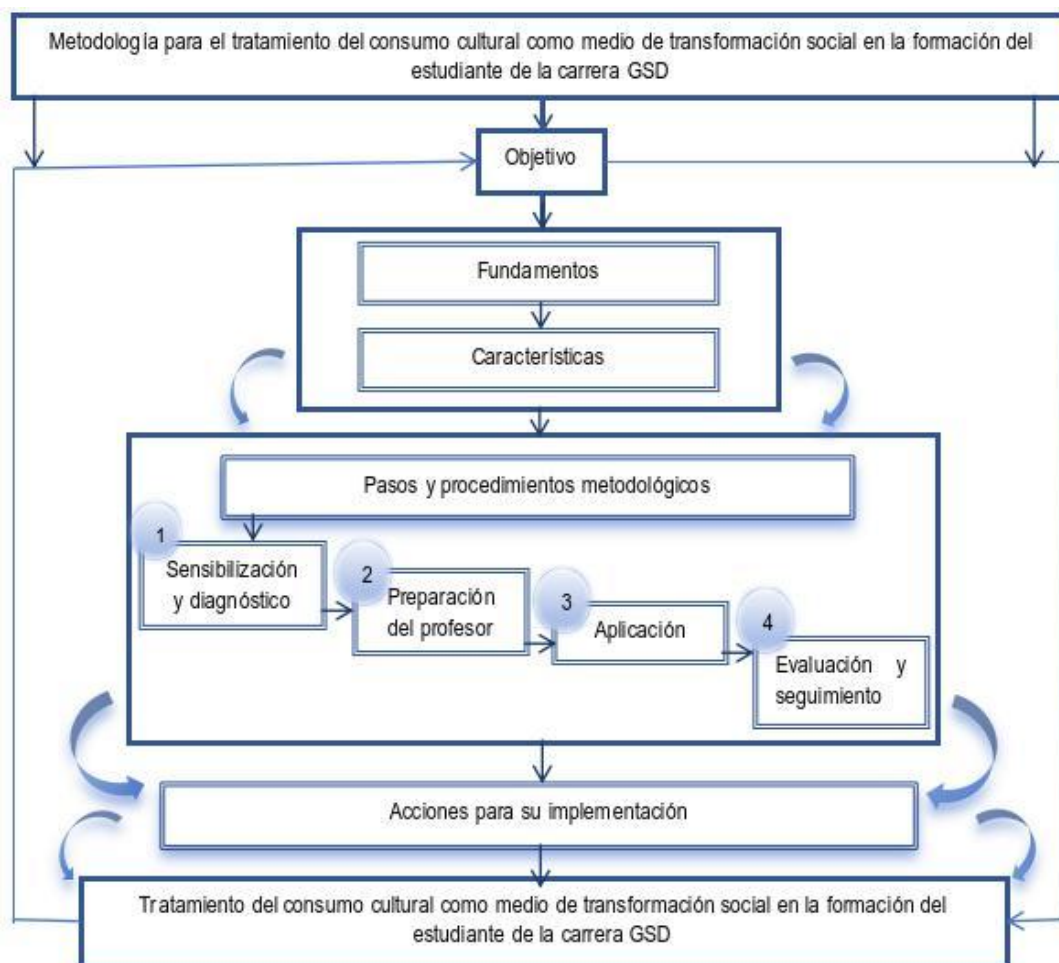 Metodología para el tratamiento del consumo cultural como medio de transformación social en la formación del
estudiante de la carrera GSD
Objetivo
Fundamentos
Características
Pasos y procedimientos metodológicos
1
Sensibilización
y diagnóstico
2
Preparación
del profesor
3
Aplicación
4
Evaluación y
seguimiento
Acciones para su implementación
Tratamiento del consumo cultural como medio de transformación social en la formación del
estudiante de la carrera GSD